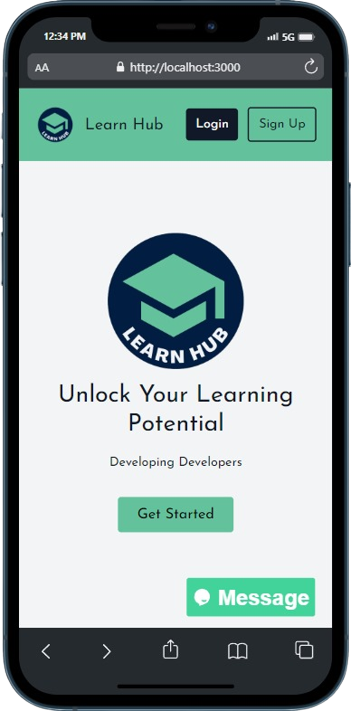 12:34 PM
5G
AA
http://localhost:3000
LEARN HUB
Learn Hub
Login
Sign Up
LEARN HUB
Unlock Your Learning
Potential
Developing Developers
Get Started
Message